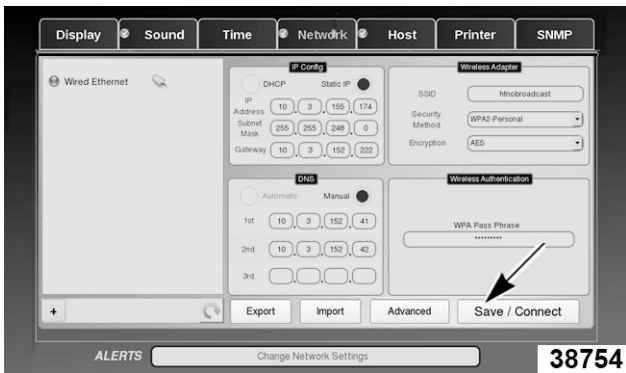 Display Sound Time Network Host Printer SNMP
Wired Ethernet
IP Config
DHCP Static IP
IP Address 10 . 3 . 155 . 174
Subnet Mask 255 . 255 . 248 . 0
Gateway 10 . 3 . 152 . 222
Wireless Adapter
SSID htnobroadcast
Security Method WPA2-Personal
Encryption AES
DNS
Automatic Manual
1st 10 . 3 . 152 . 41
2nd 10 . 3 . 152 . 42
3rd . . .
Wireless Authentication
WPA Pass Phrase
*********
+ Export Import Advanced Save / Connect
ALERTS Change Network Settings
38754